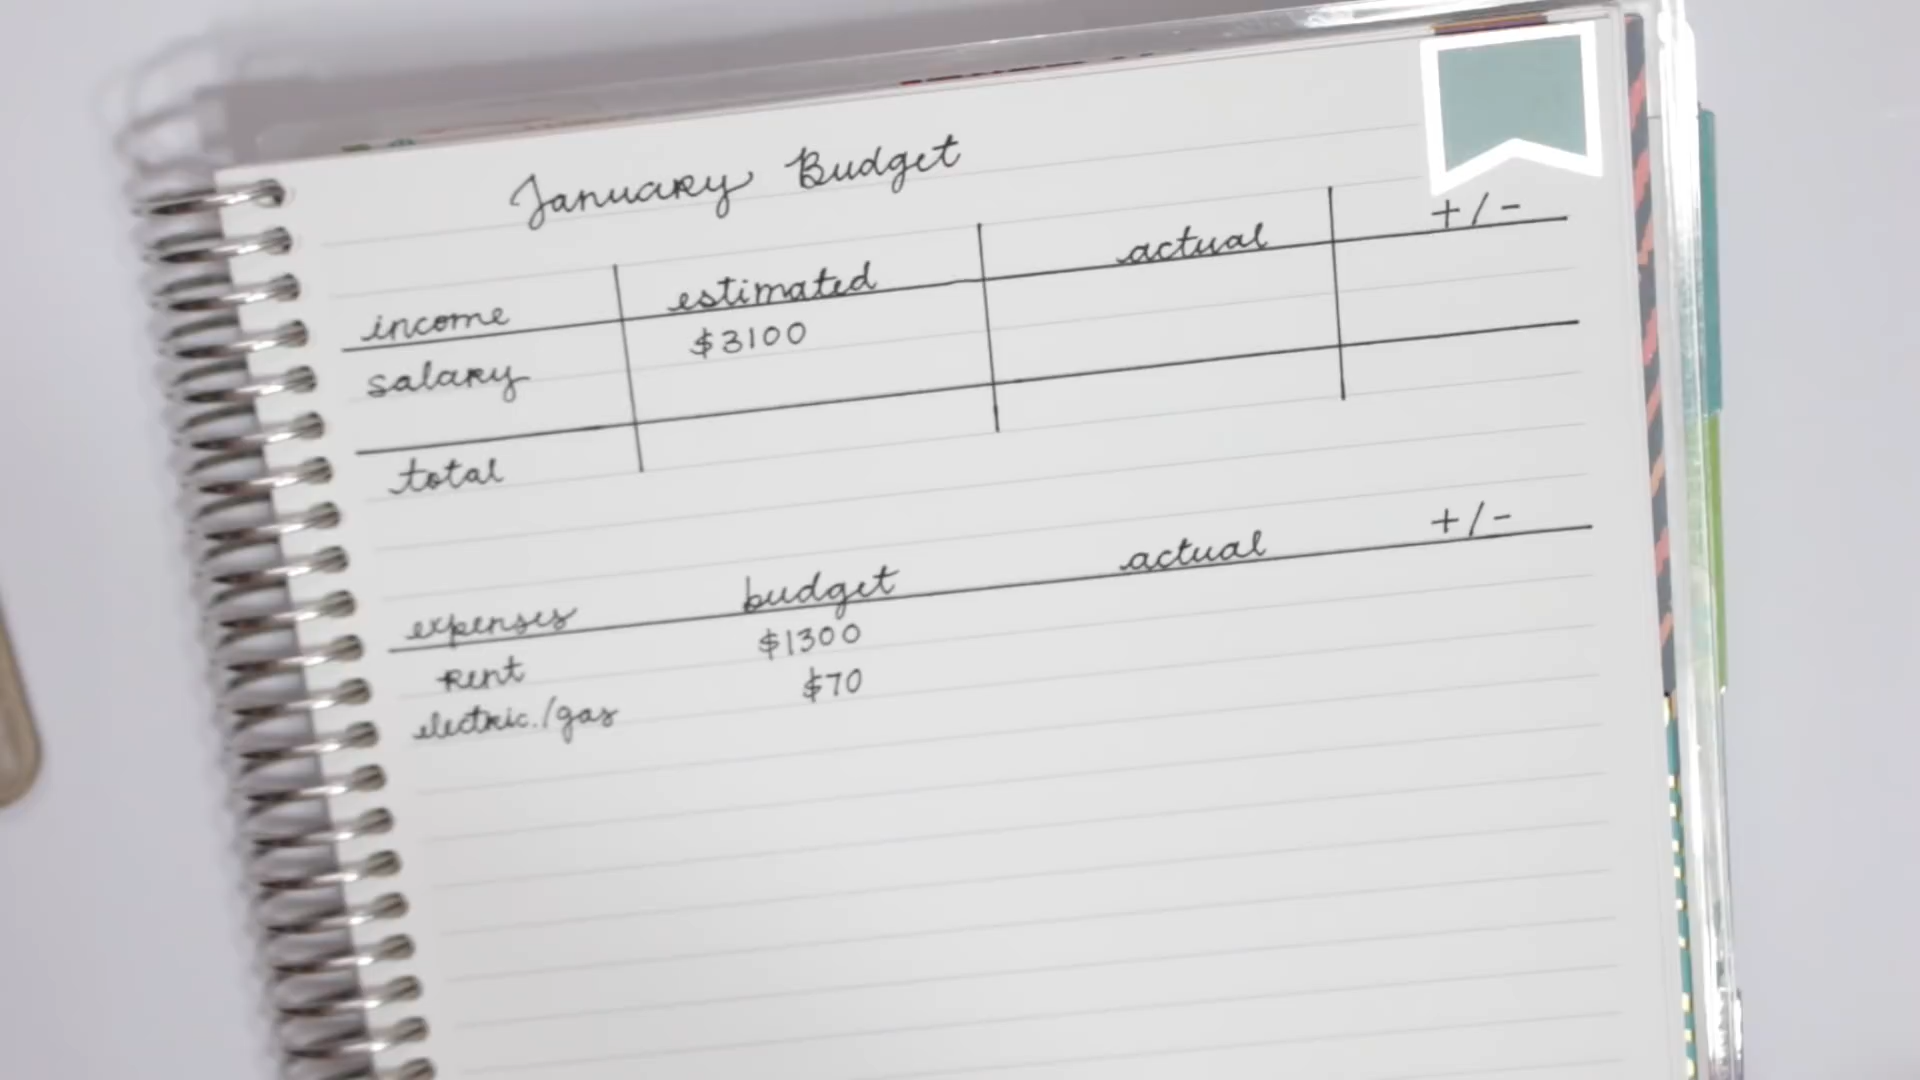 January Budget
income estimated actual +/-
salary $3100
total
expenses budget actual +/-
rent $1300
electric./gas $70